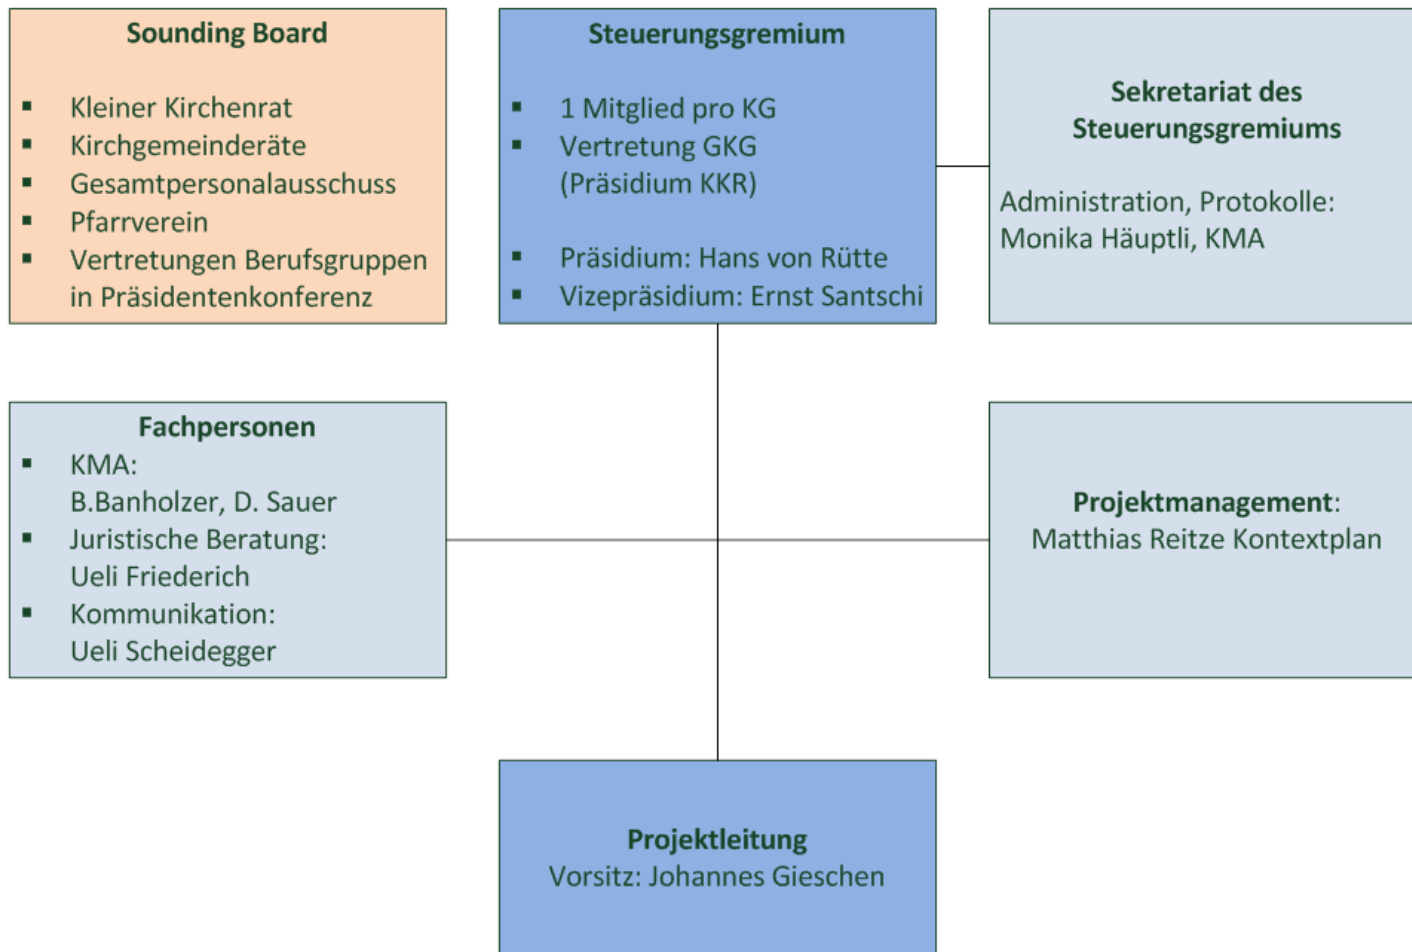 Sounding Board
▪ Kleiner Kirchenrat
▪ Kirchgemeinderäte
▪ Gesamtpersonalausschuss
▪ Pfarrverein
▪ Vertretungen Berufsgruppen
in Präsidentenkonferenz
Steuerungsgremium
▪ 1 Mitglied pro KG
▪ Vertretung GKG
(Präsidium KKR)
▪ Präsidium: Hans von Rütte
▪ Vizepräsidium: Ernst Santschi
Sekretariat des
Steuerungsgremiums
Administration, Protokolle:
Monika Häuptli, KMA
Fachpersonen
▪ KMA:
B.Banholzer, D. Sauer
▪ Juristische Beratung:
Ueli Friederich
▪ Kommunikation:
Ueli Scheidegger
Projektmanagement:
Matthias Reitze Kontextplan
Projektleitung
Vorsitz: Johannes Gieschen